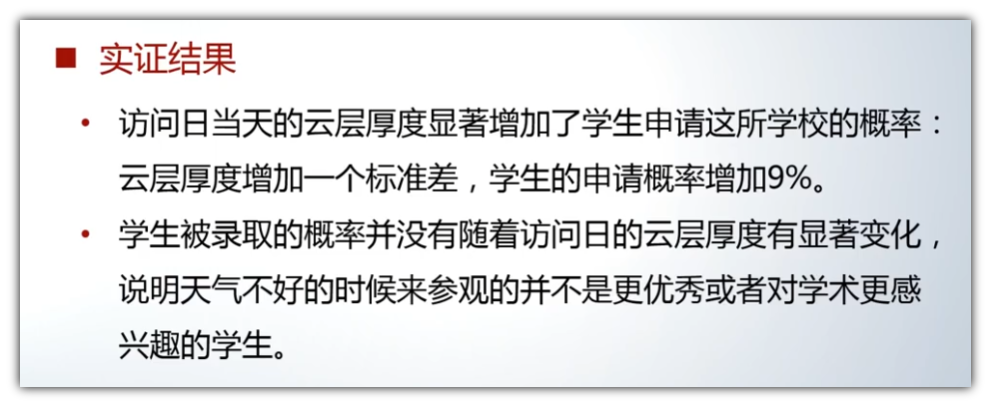 ■ 实证结果
• 访问日当天的云层厚度显著增加了学生申请这所学校的概率：
云层厚度增加一个标准差，学生的申请概率增加9%。
• 学生被录取的概率并没有随着访问日的云层厚度有显著变化，
说明天气不好的时候来参观的并不是更优秀或者对学术更感
兴趣的学生。